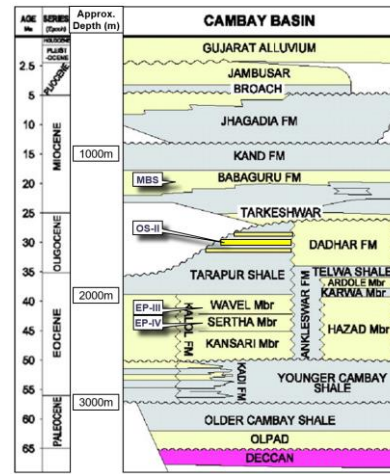 AGE
Ma
SERIES
(Epoch)
Approx.
Depth (m)
CAMBAY BASIN
HOLOCENE
PLEIST
-OCENE
PLIOCENE
MIOCENE
OLIGOCENE
EOCENE
PALEOCENE
2.5
5
10
15
20
25
30
35
40
45
50
55
60
65
1000m
2000m
3000m
GUJARAT ALLUVIUM
JAMBUSAR
BROACH
JHAGADIA FM
KAND FM
MBS
BABAGURU FM
TARKESHWAR
OS-II
DADHAR FM
TARAPUR SHALE
TELWA SHALE
ARDOLE Mbr
KARWA Mbr
ANKLESWAR FM
EP-III
WAVEL Mbr
EP-IV
SERTHA Mbr
HAZAD Mbr
KALOL FM
KANSARI Mbr
KADI FM
YOUNGER CAMBAY
SHALE
OLDER CAMBAY SHALE
OLPAD
DECCAN